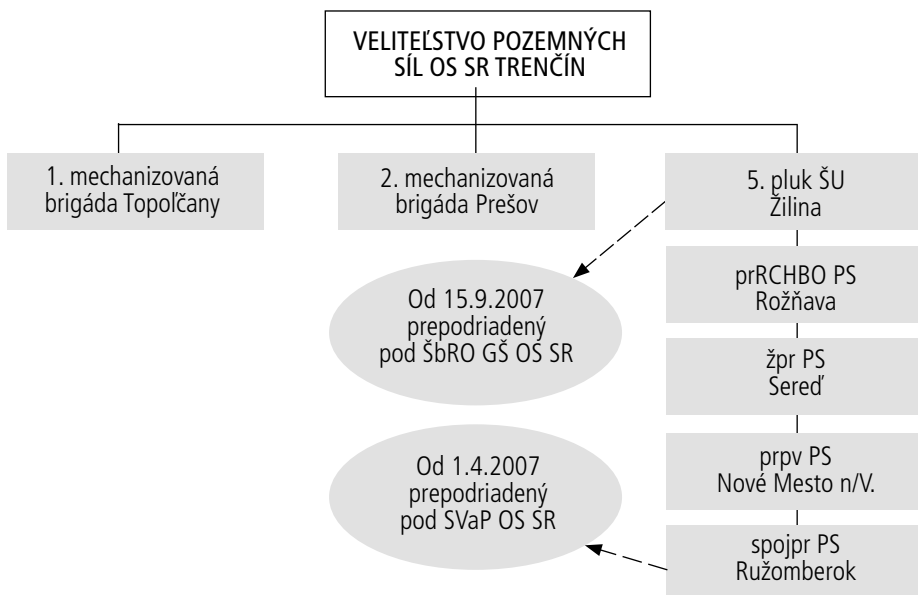 VELITEĽSTVO POZEMNÝCH
SÍL OS SR TRENČÍN
1. mechanizovaná
brigáda Topoľčany
2. mechanizovaná
brigáda Prešov
5. pluk ŠU
Žilina
Od 15.9.2007
prepodriadený
pod ŠbRO GŠ OS SR
prRCHBO PS
Rožňava
žpr PS
Sereď
Od 1.4.2007
prepodriadený
pod SVaP OS SR
prpv PS
Nové Mesto n/V.
spojpr PS
Ružomberok